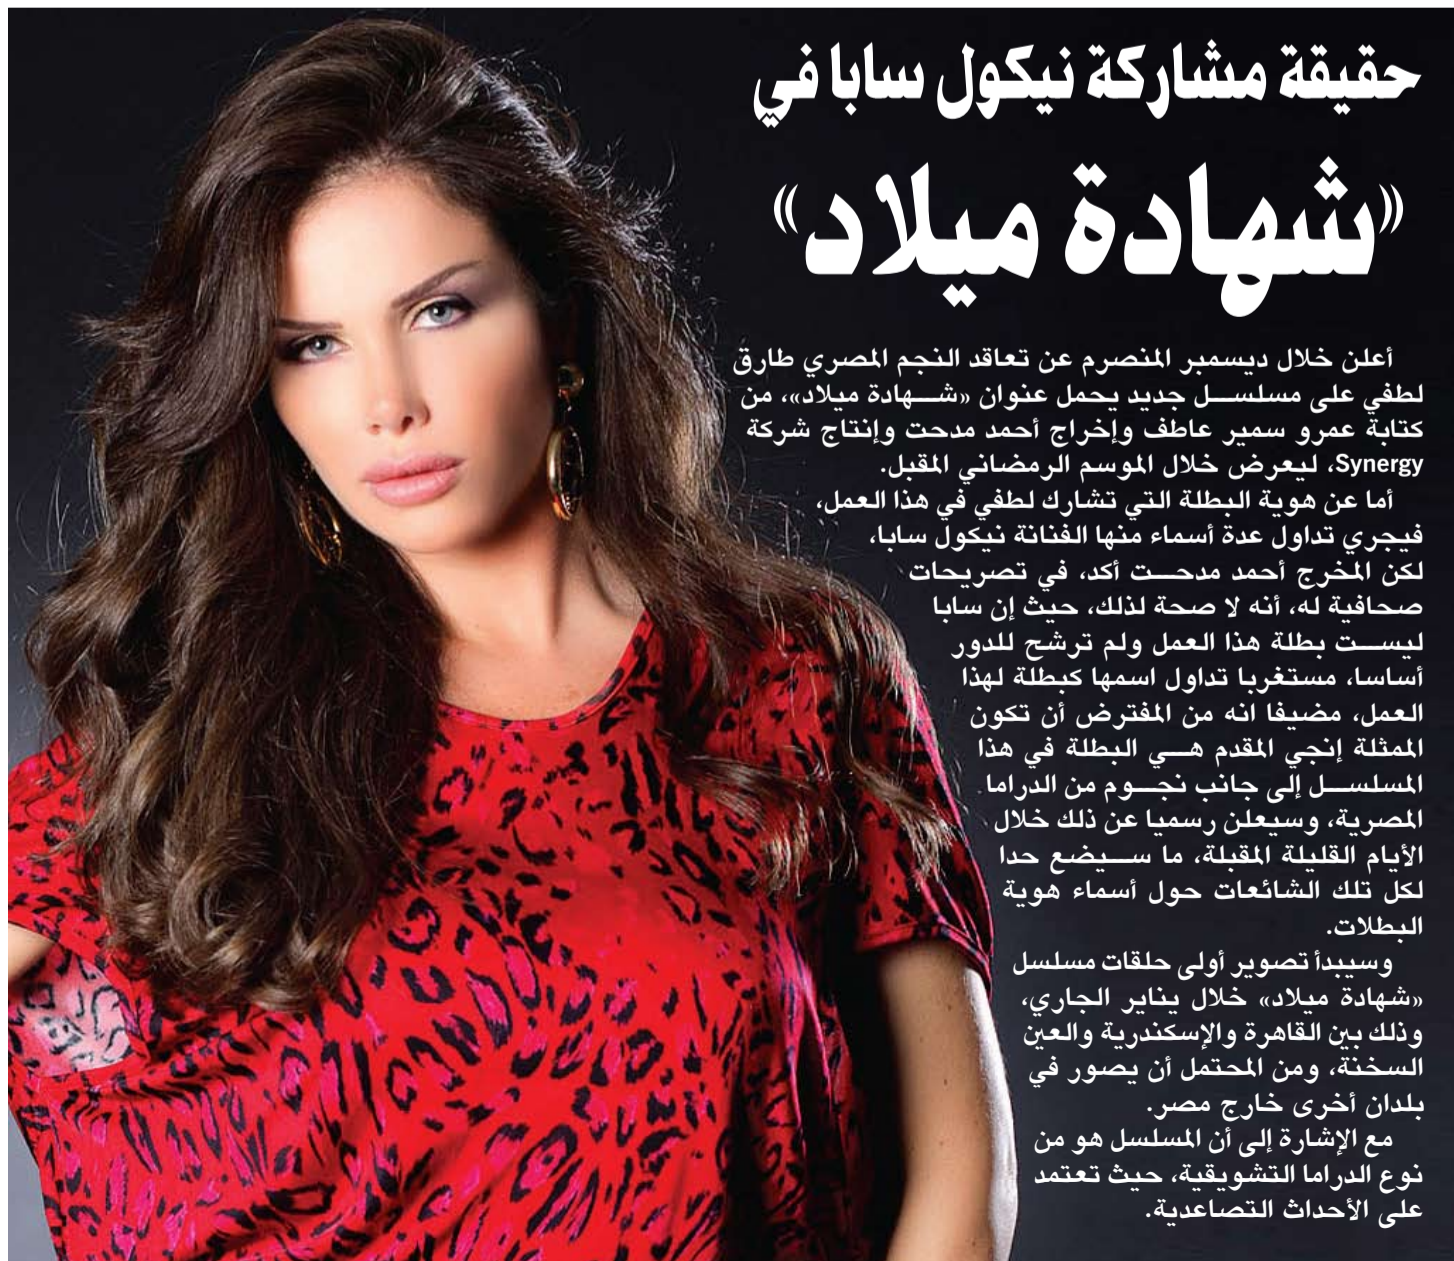 حقيقة مشاركة نيكول سابا في
«شهادة ميلاد»
أعلن خلال ديسمبر المنصرم عن تعاقد النجم المصري طارق
لطفي على مسلسل جديد يحمل عنوان «شهادة ميلاد»، من
كتابة عمرو سمير عاطف وإخراج أحمد مدحت وإنتاج شركة
Synergy، ليعرض خلال الموسم الرمضاني المقبل.
أما عن هوية البطلة التي تشارك لطفي في هذا العمل،
فيجري تداول عدة أسماء منها الفنانة نيكول سابا،
لكن المخرج أحمد مدحت أكد، في تصريحات
صحافية له، أنه لا صحة لذلك، حيث إن سابا
ليست بطلة هذا العمل ولم ترشح للدور
أساسا، مستغربا تداول اسمها كبطلة لهذا
العمل، مضيفا انه من المفترض أن تكون
الممثلة إنجي المقدم هي البطلة في هذا
المسلسل إلى جانب نجوم من الدراما
المصرية، وسيعلن رسميا عن ذلك خلال
الأيام القليلة المقبلة، ما سيضع حدا
لكل تلك الشائعات حول أسماء هوية
البطلات.
وسيبدأ تصوير أولى حلقات مسلسل
«شهادة ميلاد» خلال يناير الجاري،
وذلك بين القاهرة والإسكندرية والعين
السخنة، ومن المحتمل أن يصور في
بلدان أخرى خارج مصر.
مع الإشارة إلى أن المسلسل هو من
نوع الدراما التشويقية، حيث تعتمد
على الأحداث التصاعدية.